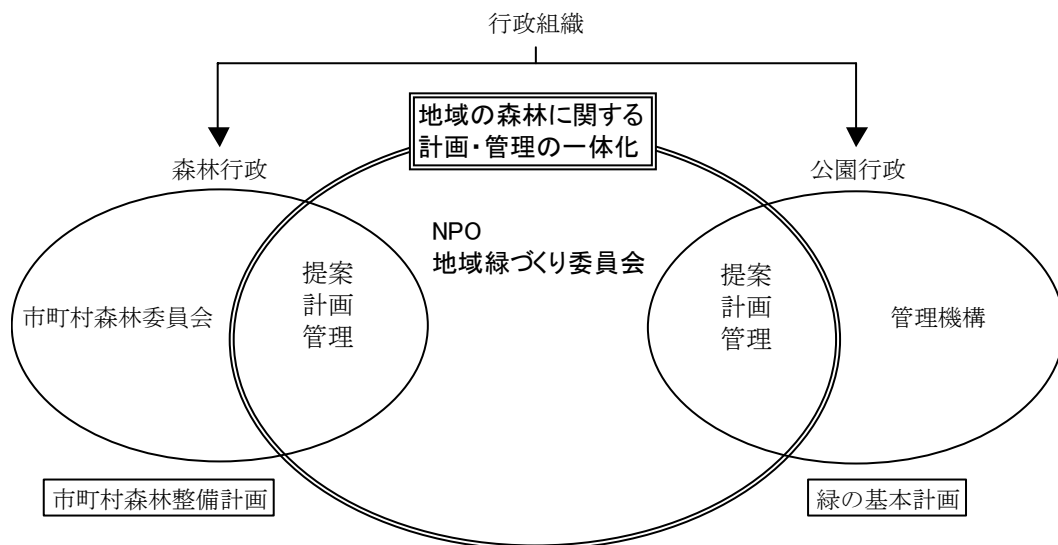 行政組織
地域の森林に関する
計画・管理の一体化
森林行政
公園行政
NPO
地域緑づくり委員会
市町村森林委員会
提案
計画
管理
提案
計画
管理
管理機構
市町村森林整備計画
緑の基本計画